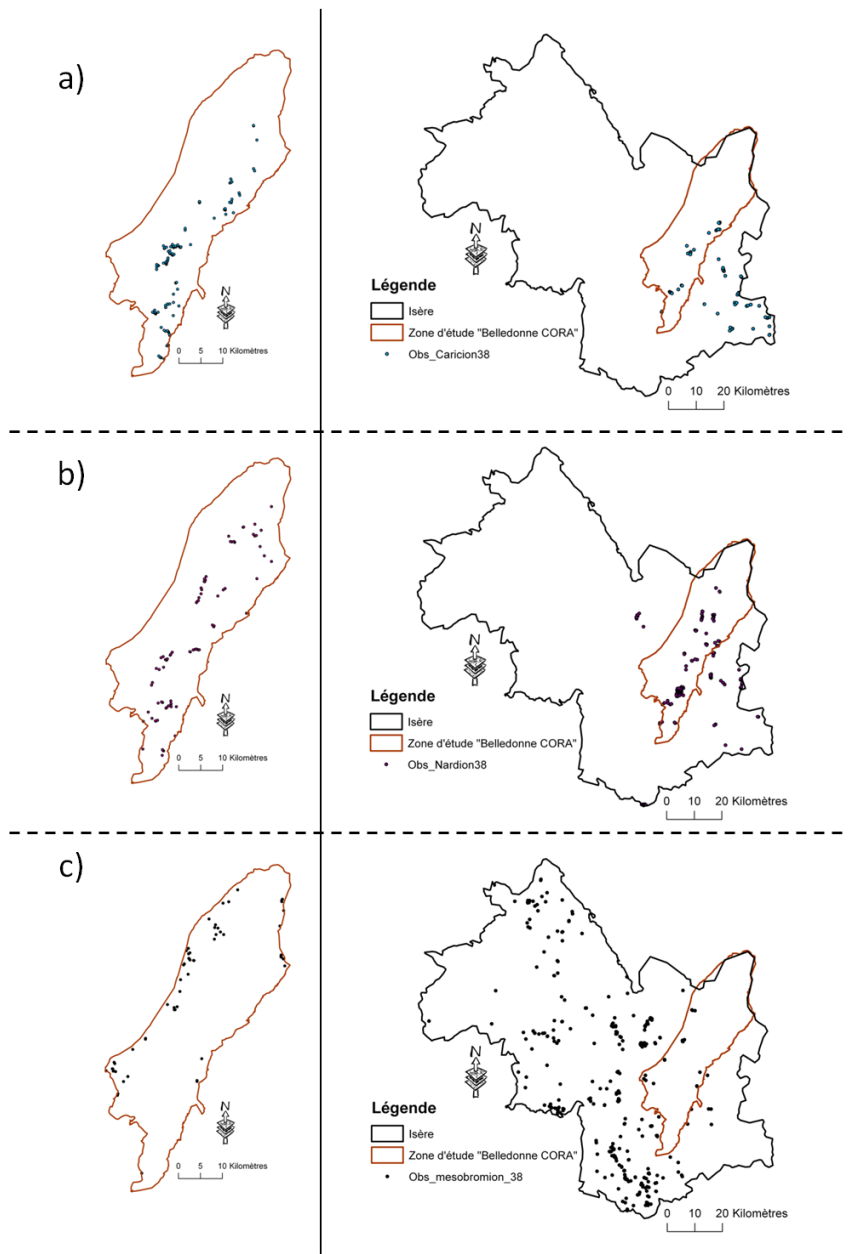 a)
N
0 5 10 Kilomètres
N
Légende
Isère
Zone d'étude "Belledonne CORA"
Obs_Caricion38
0 10 20 Kilomètres
b)
N
0 5 10 Kilomètres
N
Légende
Isère
Zone d'étude "Belledonne CORA"
Obs_Nardion38
0 10 20 Kilomètres
c)
N
0 5 10 Kilomètres
N
Légende
Isère
Zone d'étude "Belledonne CORA"
Obs_mesobromion_38
0 10 20 Kilomètres